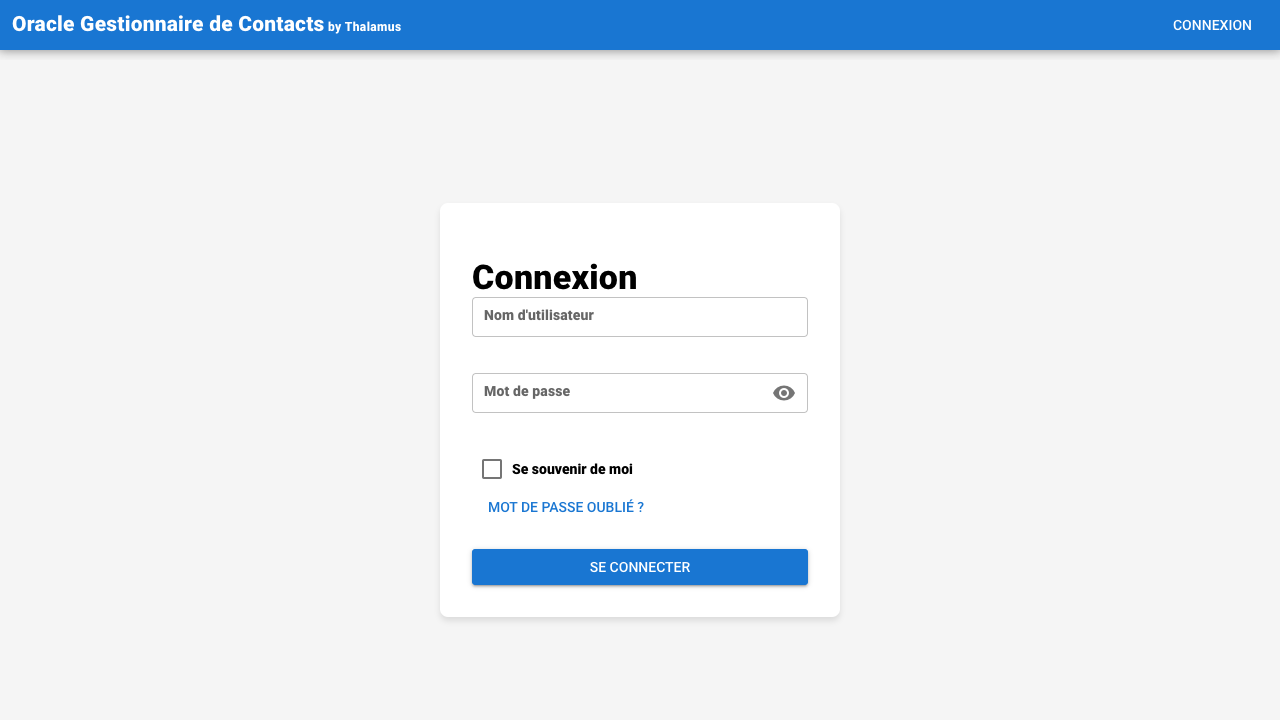 Oracle Gestionnaire de Contacts by Thalamus
CONNEXION
Connexion
Nom d'utilisateur
Mot de passe
Se souvenir de moi
MOT DE PASSE OUBLIÉ ?
SE CONNECTER